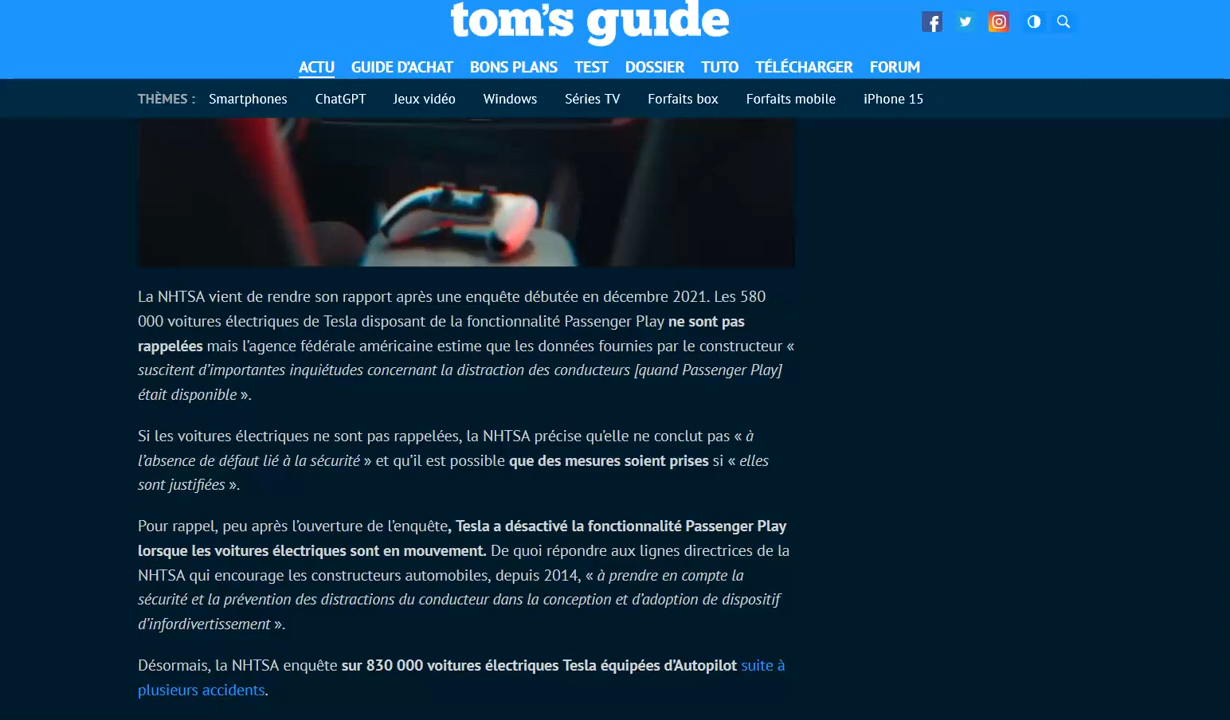 tom's guide
ACTU GUIDE D'ACHAT BONS PLANS TEST DOSSIER TUTO TÉLÉCHARGER FORUM
THÈMES : Smartphones ChatGPT Jeux vidéo Windows Séries TV Forfaits box Forfaits mobile iPhone 15
La NHTSA vient de rendre son rapport après une enquête débutée en décembre 2021. Les 580
000 voitures électriques de Tesla disposant de la fonctionnalité Passenger Play ne sont pas
rappelées mais l'agence fédérale américaine estime que les données fournies par le constructeur «
suscitent d'importantes inquiétudes concernant la distraction des conducteurs [quand Passenger Play]
était disponible ».
Si les voitures électriques ne sont pas rappelées, la NHTSA précise qu'elle ne conclut pas « à
l'absence de défaut lié à la sécurité » et qu'il est possible que des mesures soient prises si « elles
sont justifiées ».
Pour rappel, peu après l'ouverture de l'enquête, Tesla a désactivé la fonctionnalité Passenger Play
lorsque les voitures électriques sont en mouvement. De quoi répondre aux lignes directrices de la
NHTSA qui encourage les constructeurs automobiles, depuis 2014, « à prendre en compte la
sécurité et la prévention des distractions du conducteur dans la conception et d'adoption de dispositif
d'infordivertissement ».
Désormais, la NHTSA enquête sur 830 000 voitures électriques Tesla équipées d'Autopilot suite à
plusieurs accidents.